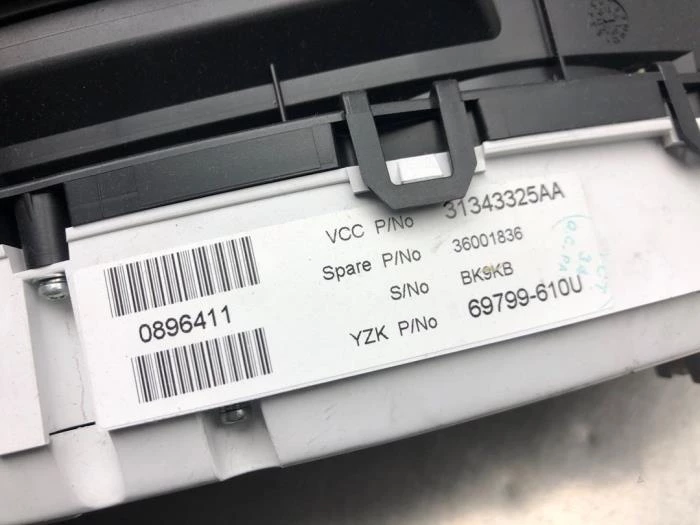 VCC P/No 31343325AA
Spare P/No 36001836
S/No BK9KB
YZK P/No 69799-610U
0896411